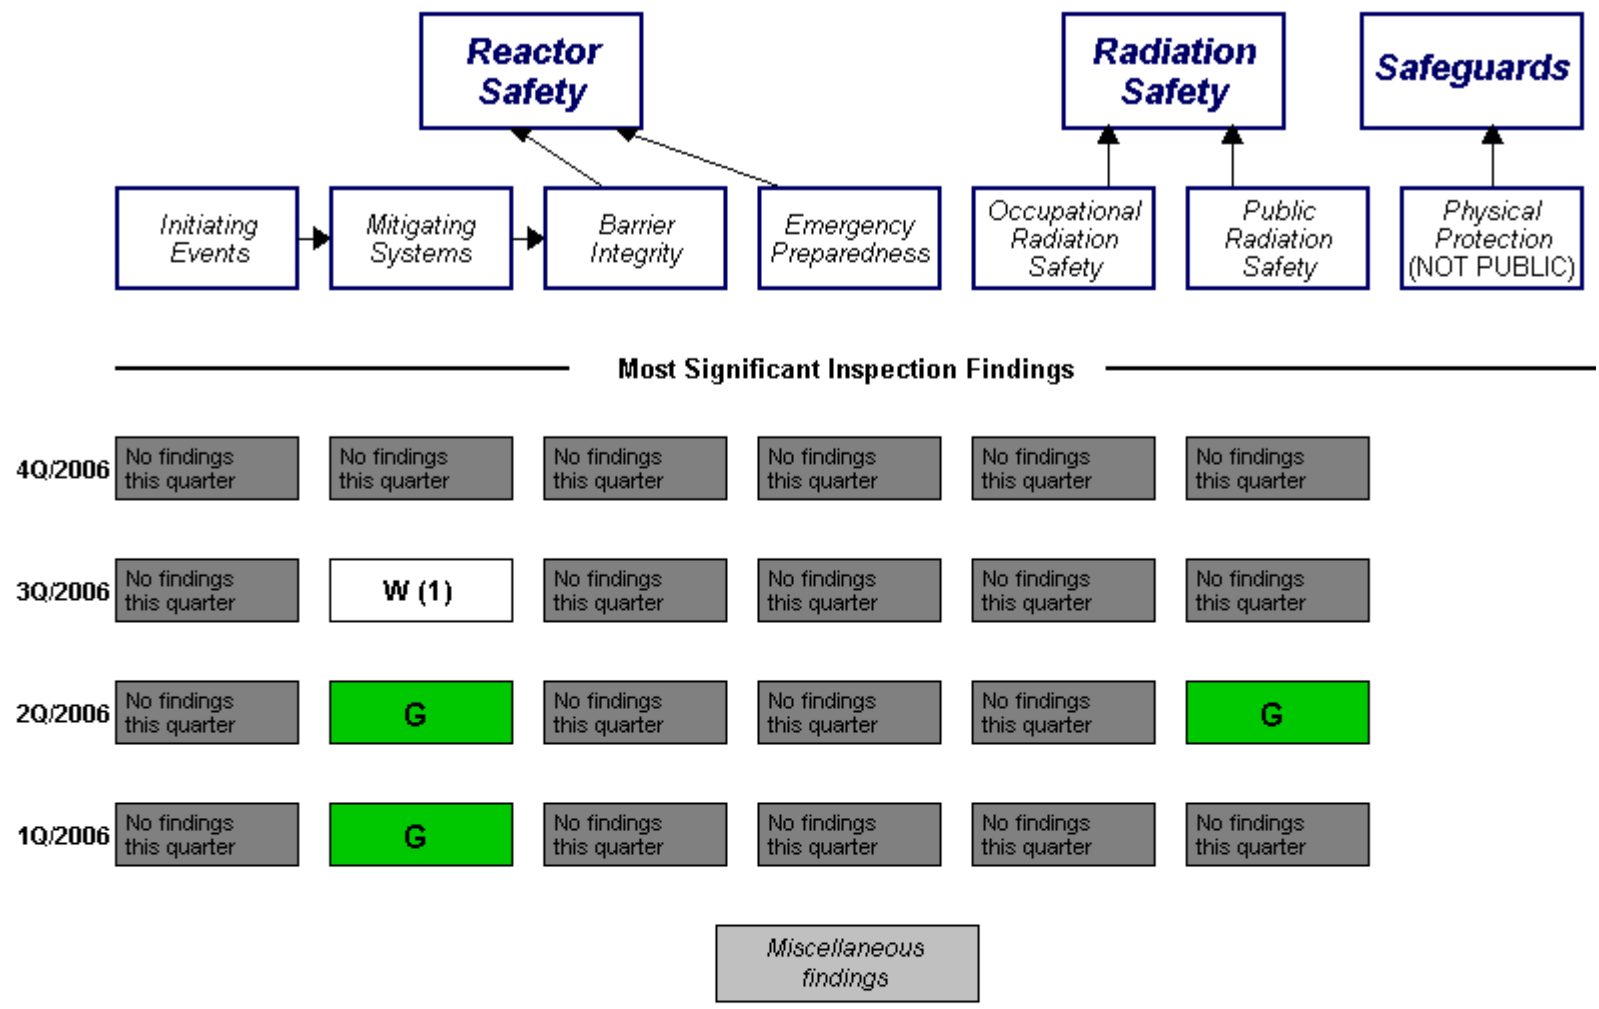 Reactor
Safety
Radiation
Safety
Safeguards
Initiating
Events
Mitigating
Systems
Barrier
Integrity
Emergency
Preparedness
Occupational
Radiation
Safety
Public
Radiation
Safety
Physical
Protection
(NOT PUBLIC)
Most Significant Inspection Findings
4Q/2006
No findings
this quarter
No findings
this quarter
No findings
this quarter
No findings
this quarter
No findings
this quarter
No findings
this quarter
3Q/2006
No findings
this quarter
W (1)
No findings
this quarter
No findings
this quarter
No findings
this quarter
No findings
this quarter
2Q/2006
No findings
this quarter
G
No findings
this quarter
No findings
this quarter
No findings
this quarter
G
1Q/2006
No findings
this quarter
G
No findings
this quarter
No findings
this quarter
No findings
this quarter
No findings
this quarter
Miscellaneous
findings